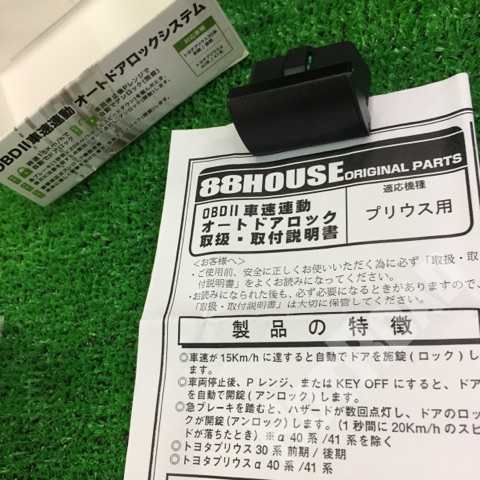 OBDⅡ車速連動 オートドアロックシステム
88HOUSE ORIGINAL PARTS
OBDⅡ車速連動
オートドアロック
取扱・取付説明書
適応機種
プリウス用
<お客様へ>
・ご使用前、安全に正しくお使いいただく為に必ず「取扱・取
付説明書」をよくお読みになってください。
・お読みになられた後も、必ず必要になるときがありますので、
「取扱・取付説明書」は大切に保管してください。
製品の特徴
◎車速が15Km/hに達すると自動でドアを施錠(ロック)し
ます。
◎車両停止後、Pレンジ、またはKEY OFFにすると、ドア
を自動で開錠(アンロック)します。
◎急ブレーキを踏むと、ハザードが数回点灯し、ドアのロッ
クが開錠(アンロック)します。(1秒間に20Km/hのスピ
ードが落ちたとき)※α40系/41系を除く
◎トヨタプリウス30系 前期/後期
◎トヨタプリウスα40系/41系